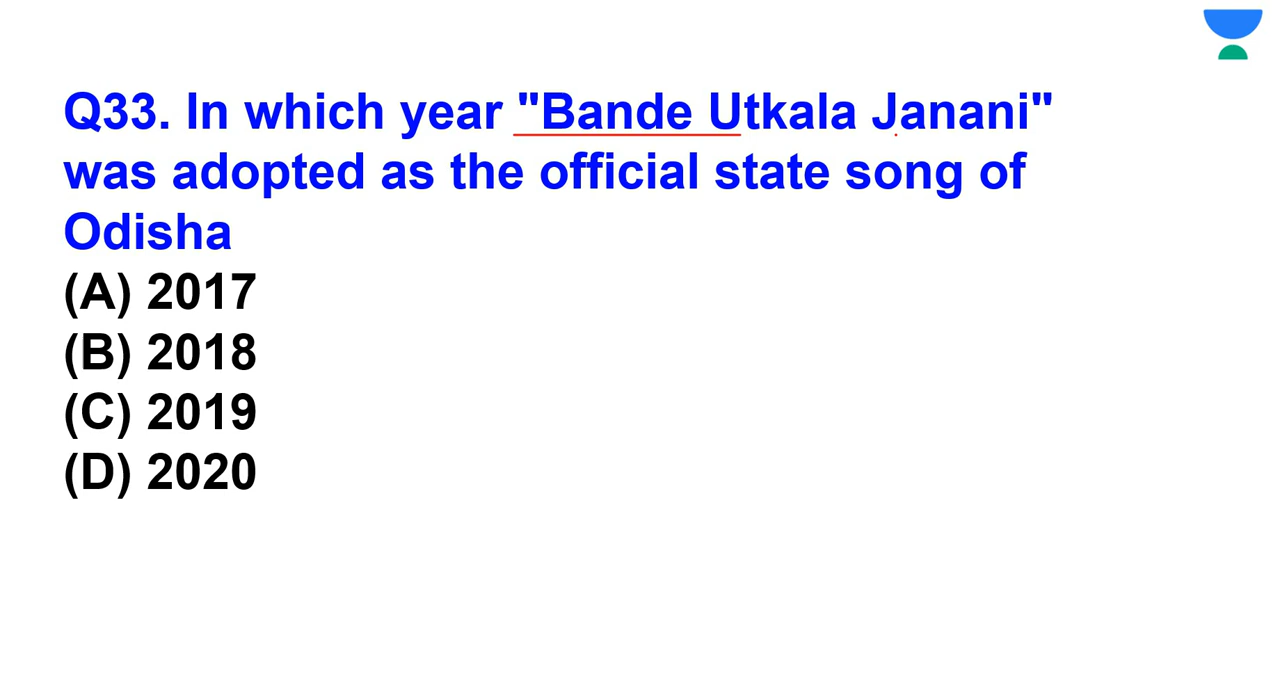 Q33. In which year "Bande Utkala Janani"
was adopted as the official state song of
Odisha
(A) 2017
(B) 2018
(C) 2019
(D) 2020